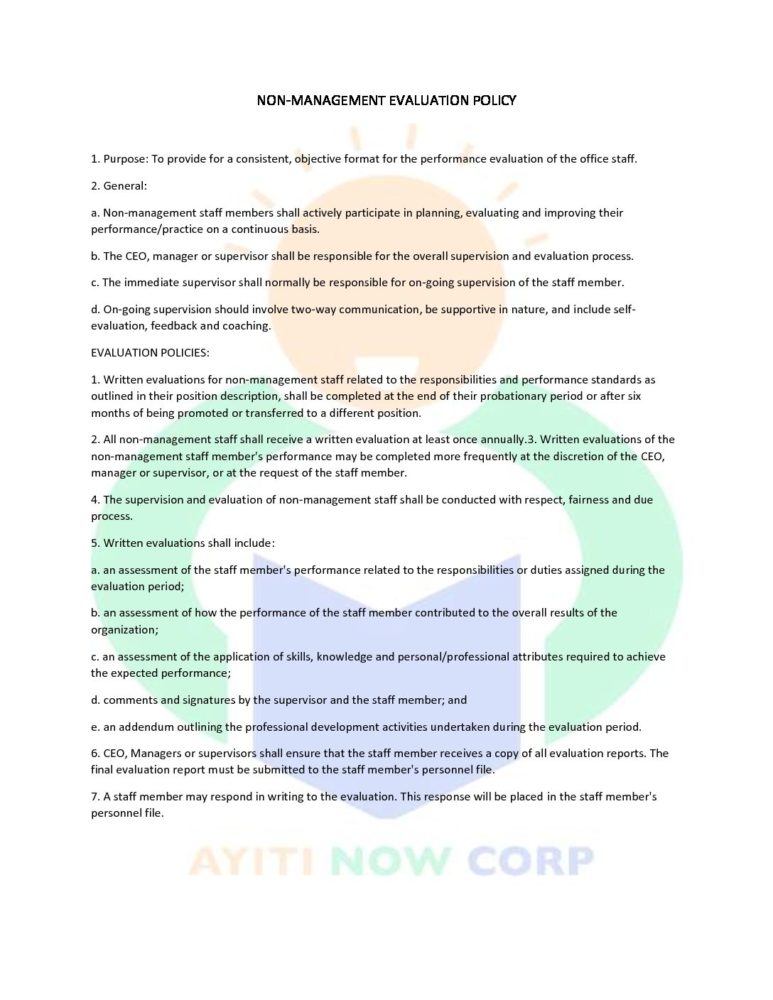 NON-MANAGEMENT EVALUATION POLICY
1. Purpose: To provide for a consistent, objective format for the performance evaluation of the office staff.
2. General:
a. Non-management staff members shall actively participate in planning, evaluating and improving their
performance/practice on a continuous basis.
b. The CEO, manager or supervisor shall be responsible for the overall supervision and evaluation process.
c. The immediate supervisor shall normally be responsible for on-going supervision of the staff member.
d. On-going supervision should involve two-way communication, be supportive in nature, and include self-
evaluation, feedback and coaching.
EVALUATION POLICIES:
1. Written evaluations for non-management staff related to the responsibilities and performance standards as
outlined in their position description, shall be completed at the end of their probationary period or after six
months of being promoted or transferred to a different position.
2. All non-management staff shall receive a written evaluation at least once annually.3. Written evaluations of the
non-management staff member's performance may be completed more frequently at the discretion of the CEO,
manager or supervisor, or at the request of the staff member.
4. The supervision and evaluation of non-management staff shall be conducted with respect, fairness and due
process.
5. Written evaluations shall include:
a. an assessment of the staff member's performance related to the responsibilities or duties assigned during the
evaluation period;
b. an assessment of how the performance of the staff member contributed to the overall results of the
organization;
c. an assessment of the application of skills, knowledge and personal/professional attributes required to achieve
the expected performance;
d. comments and signatures by the supervisor and the staff member; and
e. an addendum outlining the professional development activities undertaken during the evaluation period.
6. CEO, Managers or supervisors shall ensure that the staff member receives a copy of all evaluation reports. The
final evaluation report must be submitted to the staff member's personnel file.
7. A staff member may respond in writing to the evaluation. This response will be placed in the staff member's
personnel file.
AYITI NOW CORP